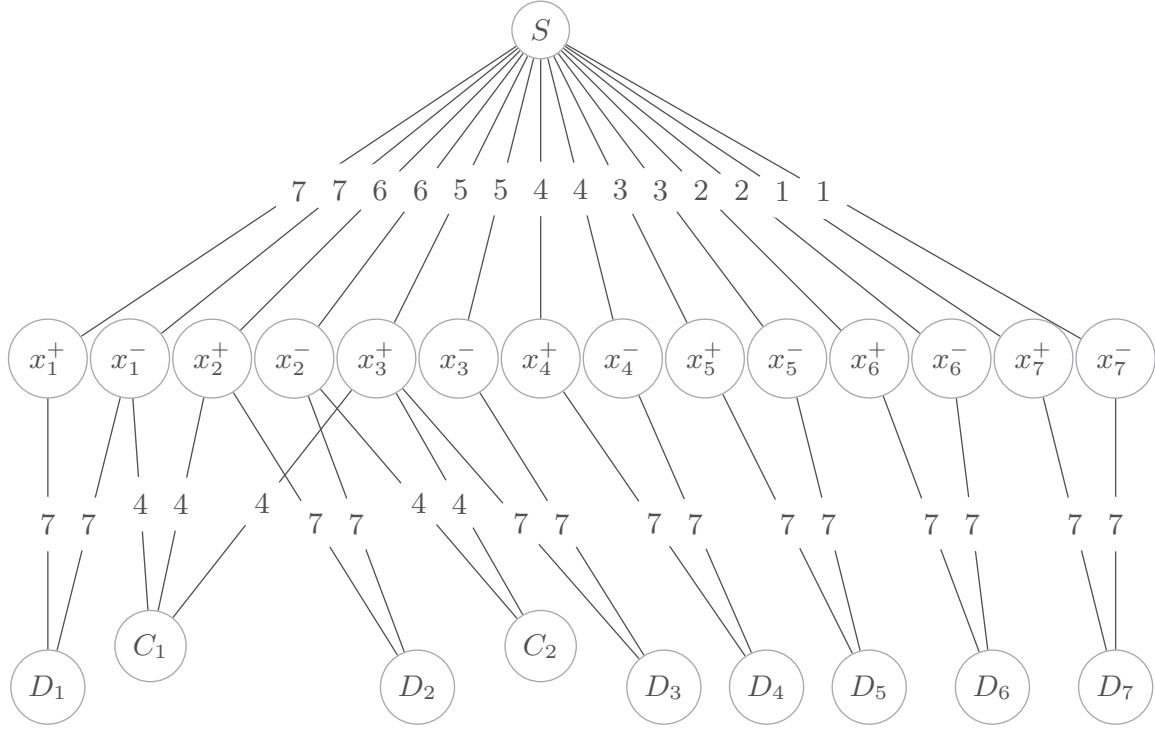 S
7 7 6 6 5 5 4 4 3 3 2 2 1 1
x₁⁺ x₁⁻ x₂⁺ x₂⁻ x₃⁺ x₃⁻ x₄⁺ x₄⁻ x₅⁺ x₅⁻ x₆⁺ x₆⁻ x₇⁺ x₇⁻
4 4 4 4 4
7 7 7 7 7 7 7 7 7 7 7 7 7 7
C₁ C₂
D₁ D₂ D₃ D₄ D₅ D₆ D₇